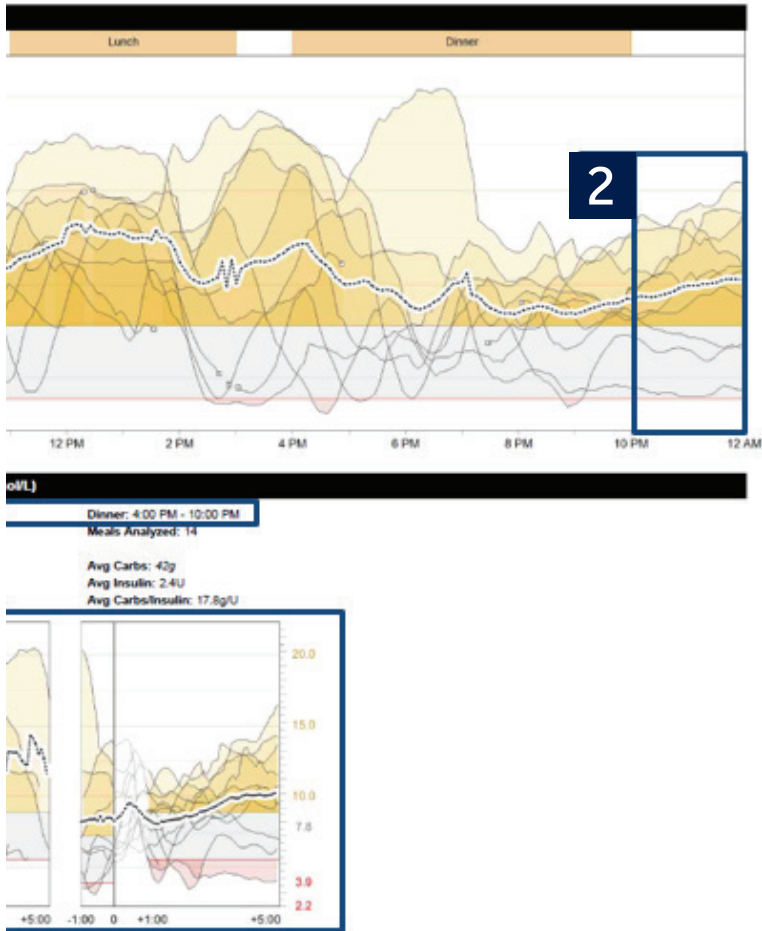 Lunch Dinner
2
12 PM 2 PM 4 PM 6 PM 8 PM 10 PM 12 AM
ol/L)
Dinner: 4:00 PM - 10:00 PM
Meals Analyzed: 14
Avg Carbs: 42g
Avg Insulin: 2.4U
Avg Carbs/Insulin: 17.8g/U
20.0
15.0
10.0
7.8
3.9
2.2
+5:00 -1:00 0 +1:00 +5:00